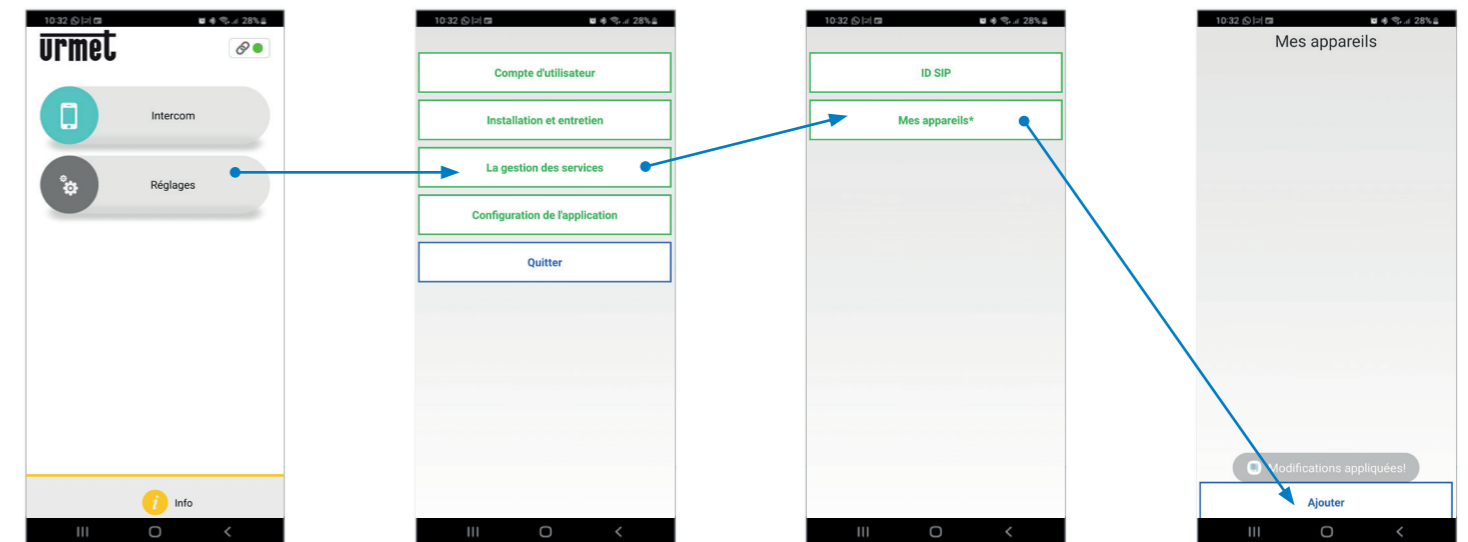 10:32 28%
urmet
Intercom
Réglages
i Info
10:32 28%
Compte d'utilisateur
Installation et entretien
La gestion des services
Configuration de l'application
Quitter
10:32 28%
ID SIP
Mes appareils*
10:32 28%
Mes appareils
Modifications appliquées!
Ajouter